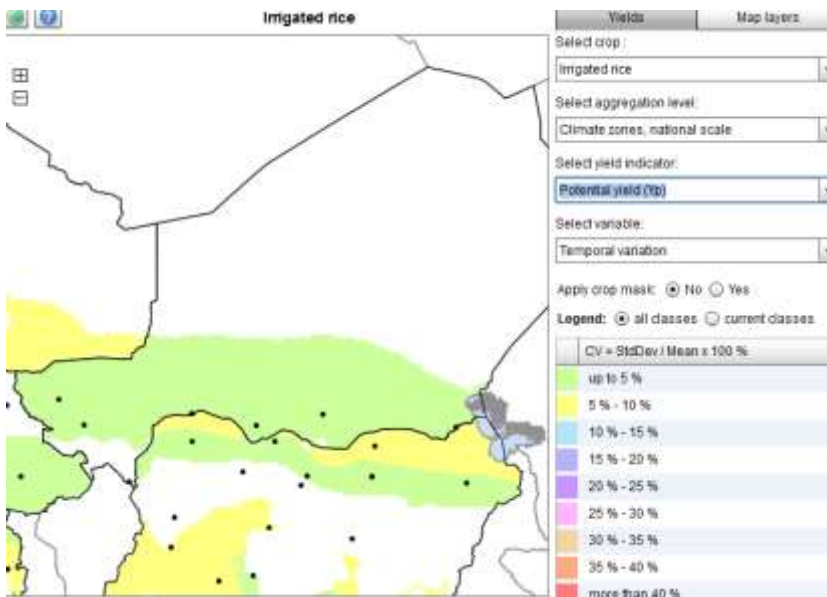 Irrigated rice
Yields
Map layers
Select crop :
Irrigated rice
Select aggregation level:
Climate zones, national scale
Select yield indicator:
Potential yield (Yp)
Select variable:
Temporal variation
Apply crop mask: No Yes
Legend: all classes current classes
CV = StdDev / Mean x 100 %
up to 5 %
5 % - 10 %
10 % - 15 %
15 % - 20 %
20 % - 25 %
25 % - 30 %
30 % - 35 %
35 % - 40 %
more than 40 %